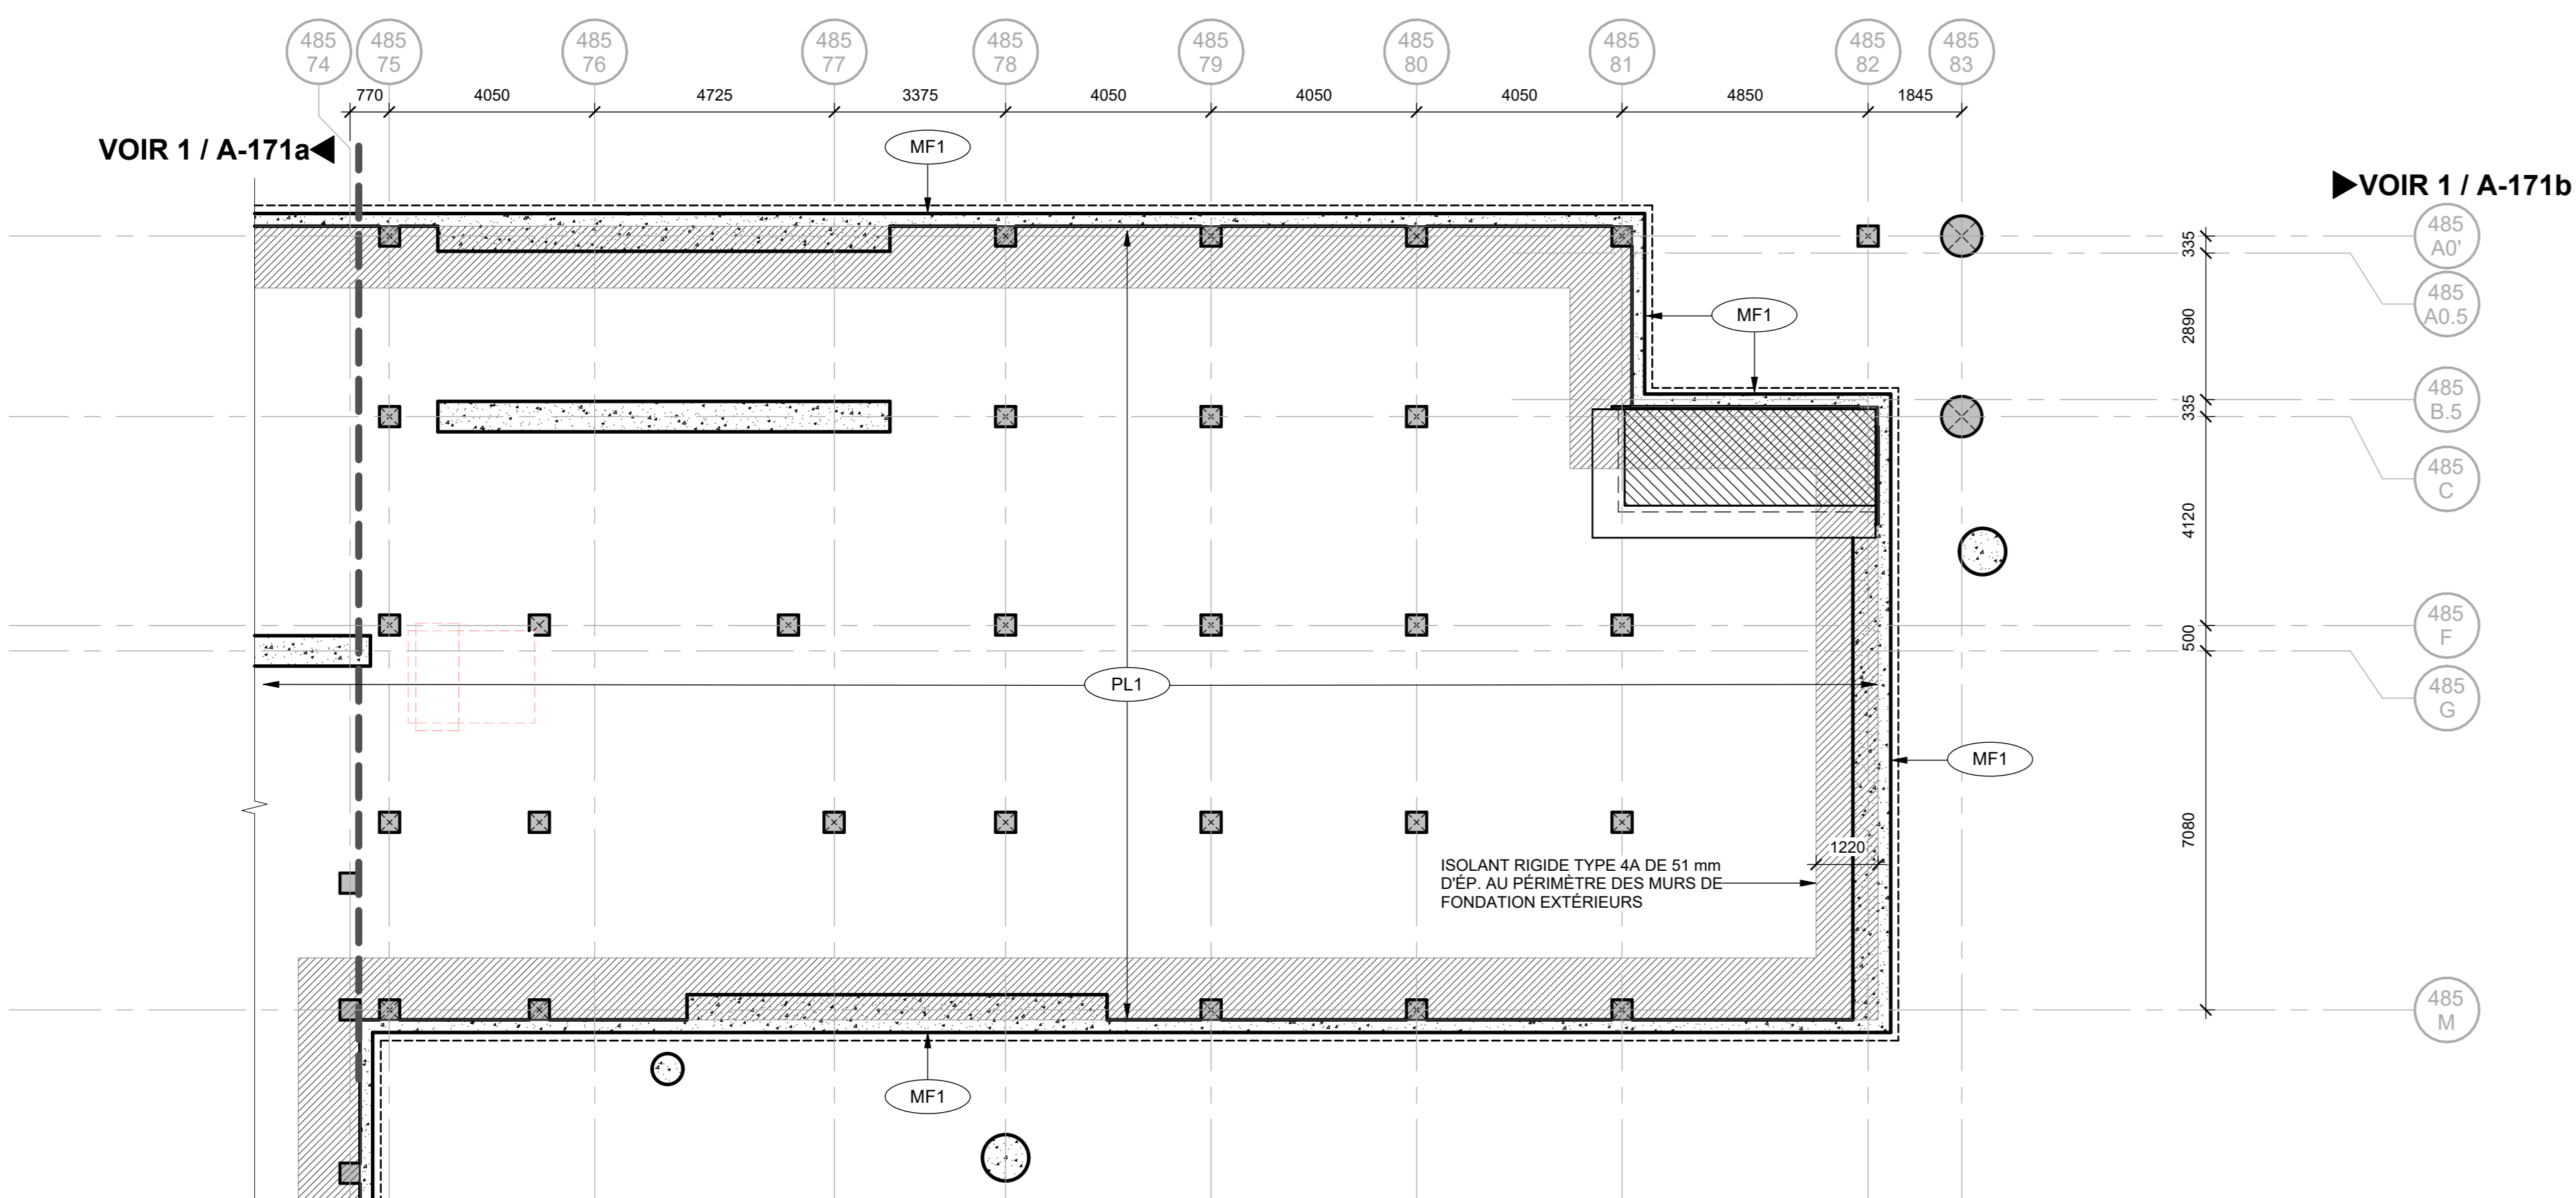 485
74
485
75
485
76
485
77
485
78
485
79
485
80
485
81
485
82
485
83
770
4050
4725
3375
4050
4050
4050
4850
1845
VOIR 1 / A-171a
MF1
VOIR 1 / A-171b
485
A0'
335
485
A0.5
2890
MF1
485
B.5
335
485
C
4120
485
F
500
485
G
PL1
MF1
7080
1220
ISOLANT RIGIDE TYPE 4A DE 51 mm
D'ÉP. AU PÉRIMÈTRE DES MURS DE
FONDATION EXTÉRIEURS
485
M
MF1